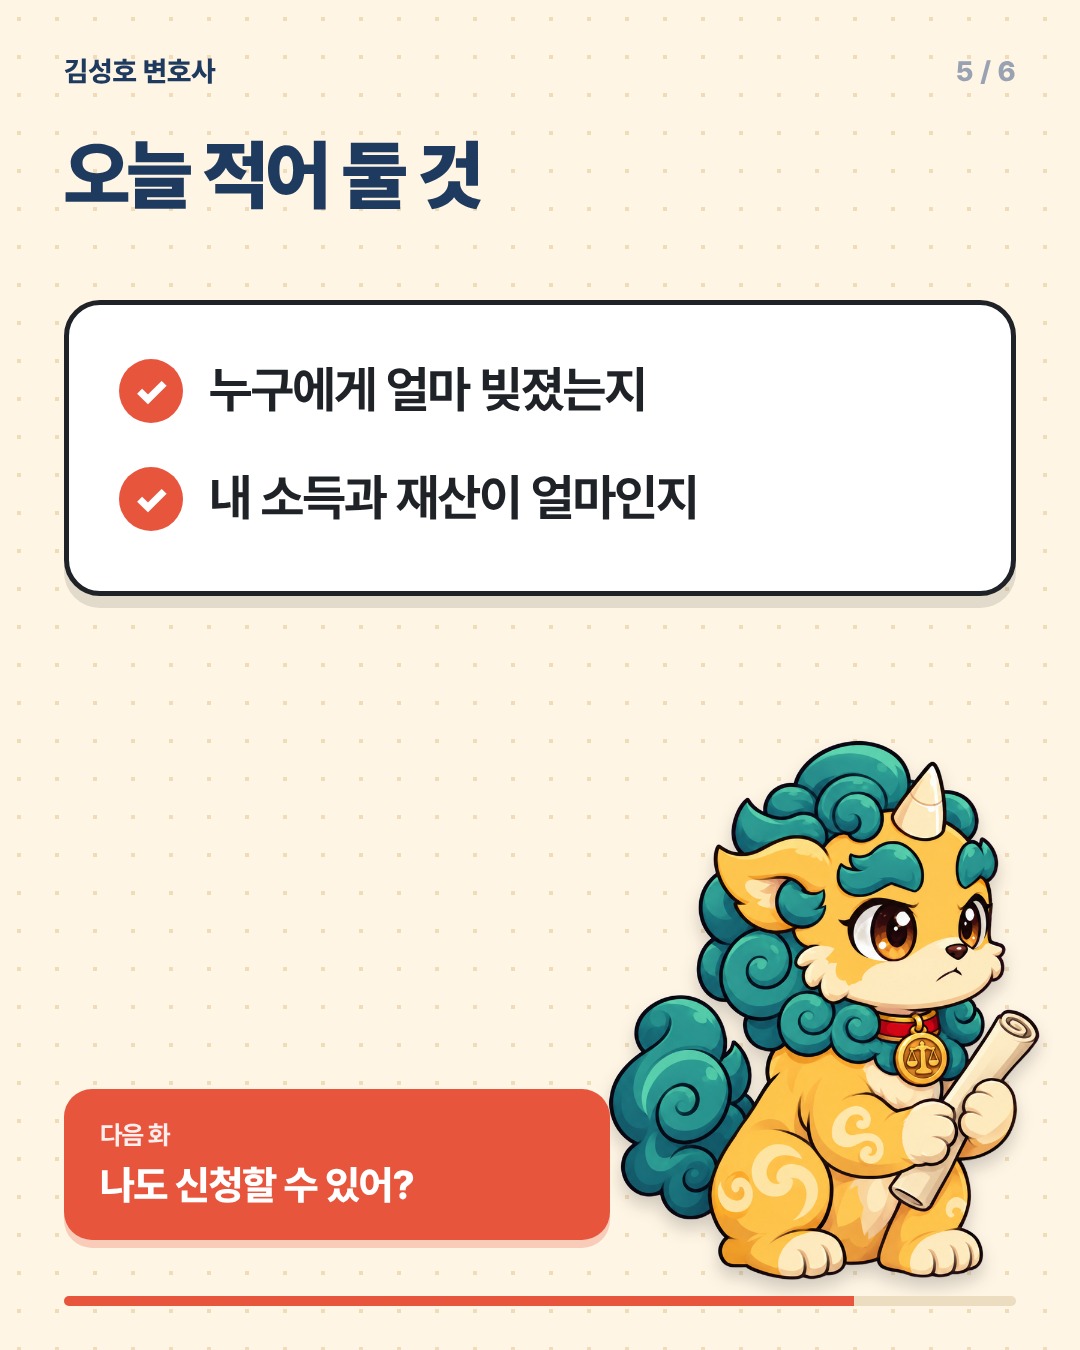 김성호 변호사
5 / 6
오늘 적어 둘 것
누구에게 얼마 빚졌는지
내 소득과 재산이 얼마인지
다음 화
나도 신청할 수 있어?